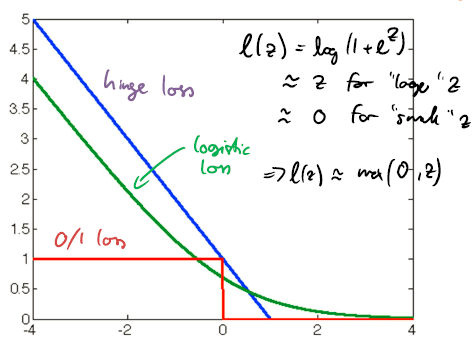 5
4.5
4
3.5
3
2.5
2
1.5
1
0.5
0
-4
-2
0
2
4
hinge loss
logistic
loss
0/1 loss
l(z) = log(1+e^z)
≈ z for "large" z
≈ 0 for "small" z
=> l(z) ≈ max(0,z)